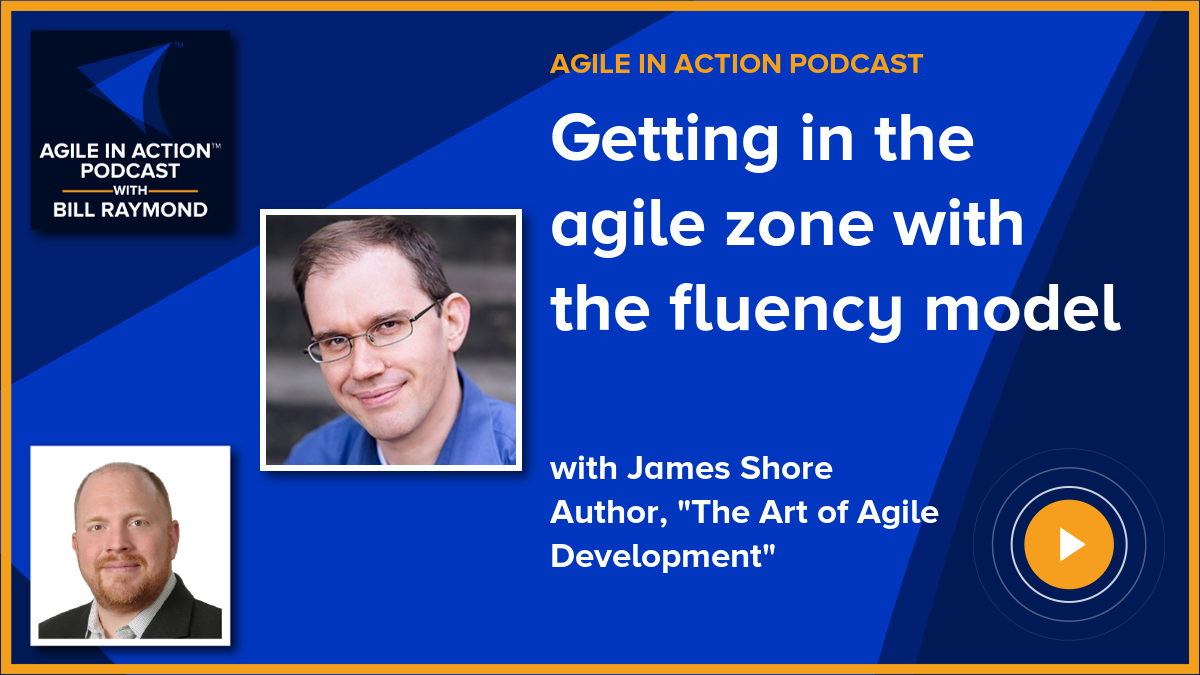 AGILE IN ACTION™
PODCAST
WITH
BILL RAYMOND
AGILE IN ACTION PODCAST
Getting in the
agile zone with
the fluency model
with James Shore
Author, "The Art of Agile
Development"